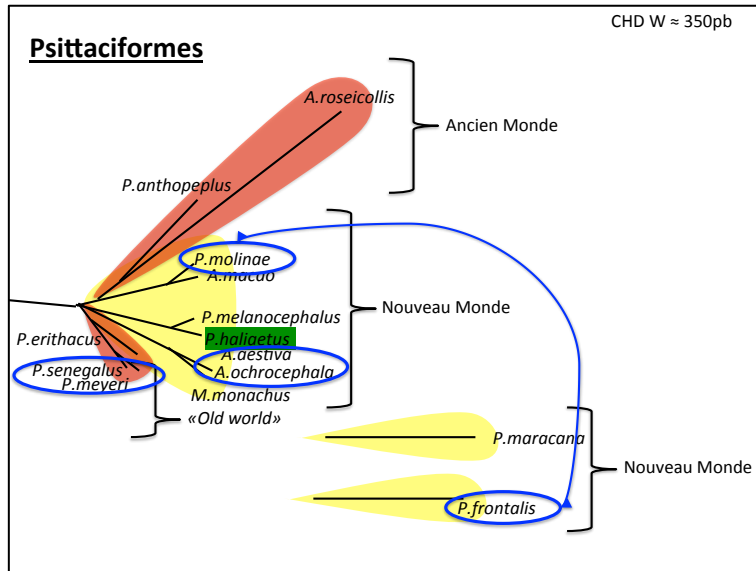 CHD W ≈ 350pb
Psittaciformes
A.roseicollis
Ancien Monde
P.anthopeplus
P.molinae
A.macao
Nouveau Monde
P.melanocephalus
P.haliaetus
P.erithacus
A.aestiva
P.senegalus
A.ochrocephala
P.meyeri
M.monachus
«Old world»
P.maracana
Nouveau Monde
P.frontalis